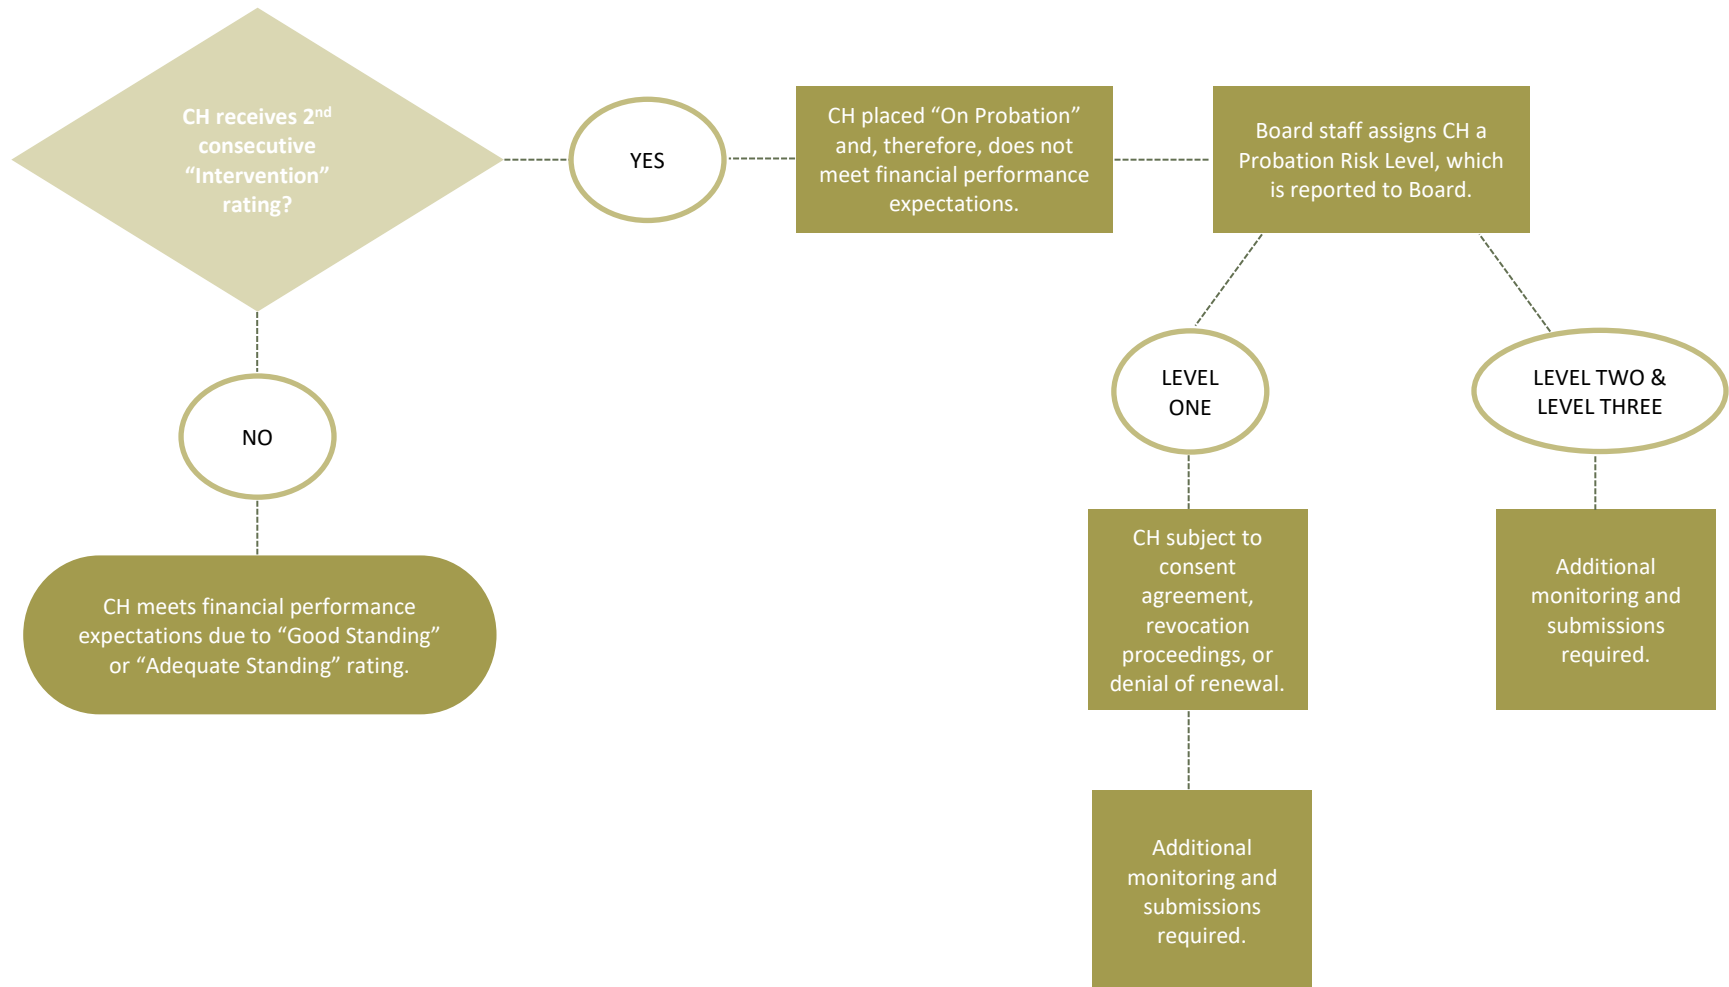 CH receives 2nd
consecutive
“Intervention”
rating?
YES
CH placed “On Probation”
and, therefore, does not
meet financial performance
expectations.
Board staff assigns CH a
Probation Risk Level, which
is reported to Board.
NO
CH meets financial performance
expectations due to “Good Standing”
or “Adequate Standing” rating.
LEVEL
ONE
LEVEL TWO &
LEVEL THREE
CH subject to
consent
agreement,
revocation
proceedings, or
denial of renewal.
Additional
monitoring and
submissions
required.
Additional
monitoring and
submissions
required.